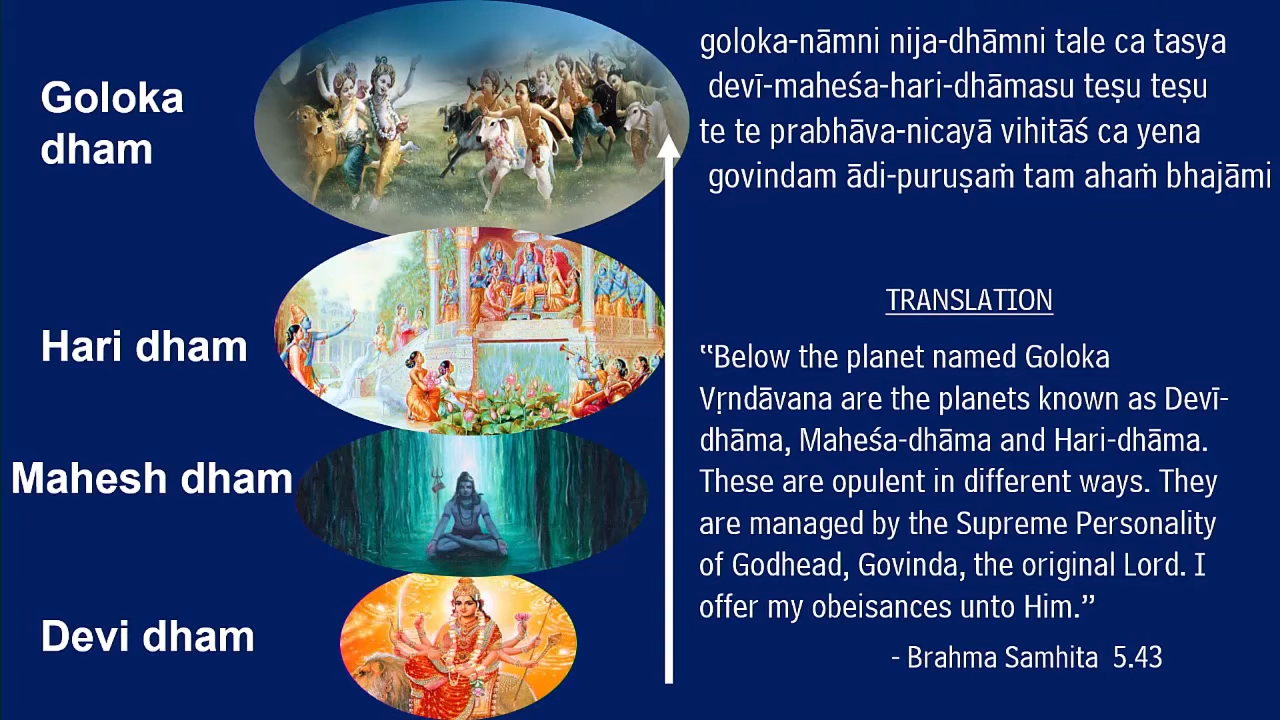 Goloka
dham
Hari dham
Mahesh dham
Devi dham
goloka-nāmni nija-dhāmni tale ca tasya
devī-maheśa-hari-dhāmasu teṣu teṣu
te te prabhāva-nicayā vihitāś ca yena
govindam ādi-puruṣaṁ tam ahaṁ bhajāmi
TRANSLATION
“Below the planet named Goloka
Vṛndāvana are the planets known as Devī-
dhāma, Maheśa-dhāma and Hari-dhāma.
These are opulent in different ways. They
are managed by the Supreme Personality
of Godhead, Govinda, the original Lord. I
offer my obeisances unto Him.”
- Brahma Samhita 5.43